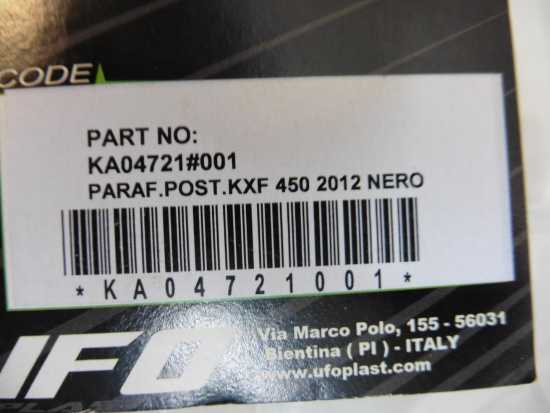 CODE
PART NO:
KA04721#001
PARAF.POST.KXF 450 2012 NERO
*KA04721001*
UFO
Via Marco Polo, 155 - 56031
Bientina ( PI ) - ITALY
www.ufoplast.com